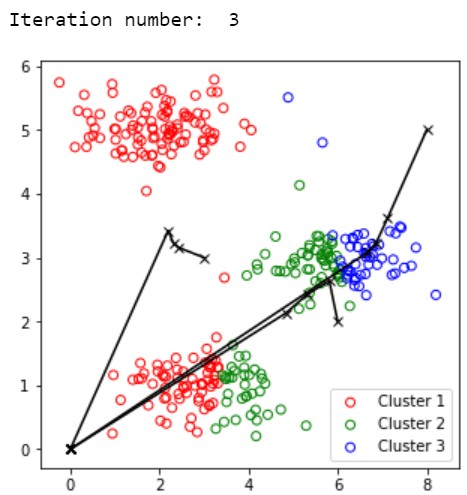 Iteration number:  3
6
5
4
3
2
1
0
0 2 4 6 8
Cluster 1
Cluster 2
Cluster 3